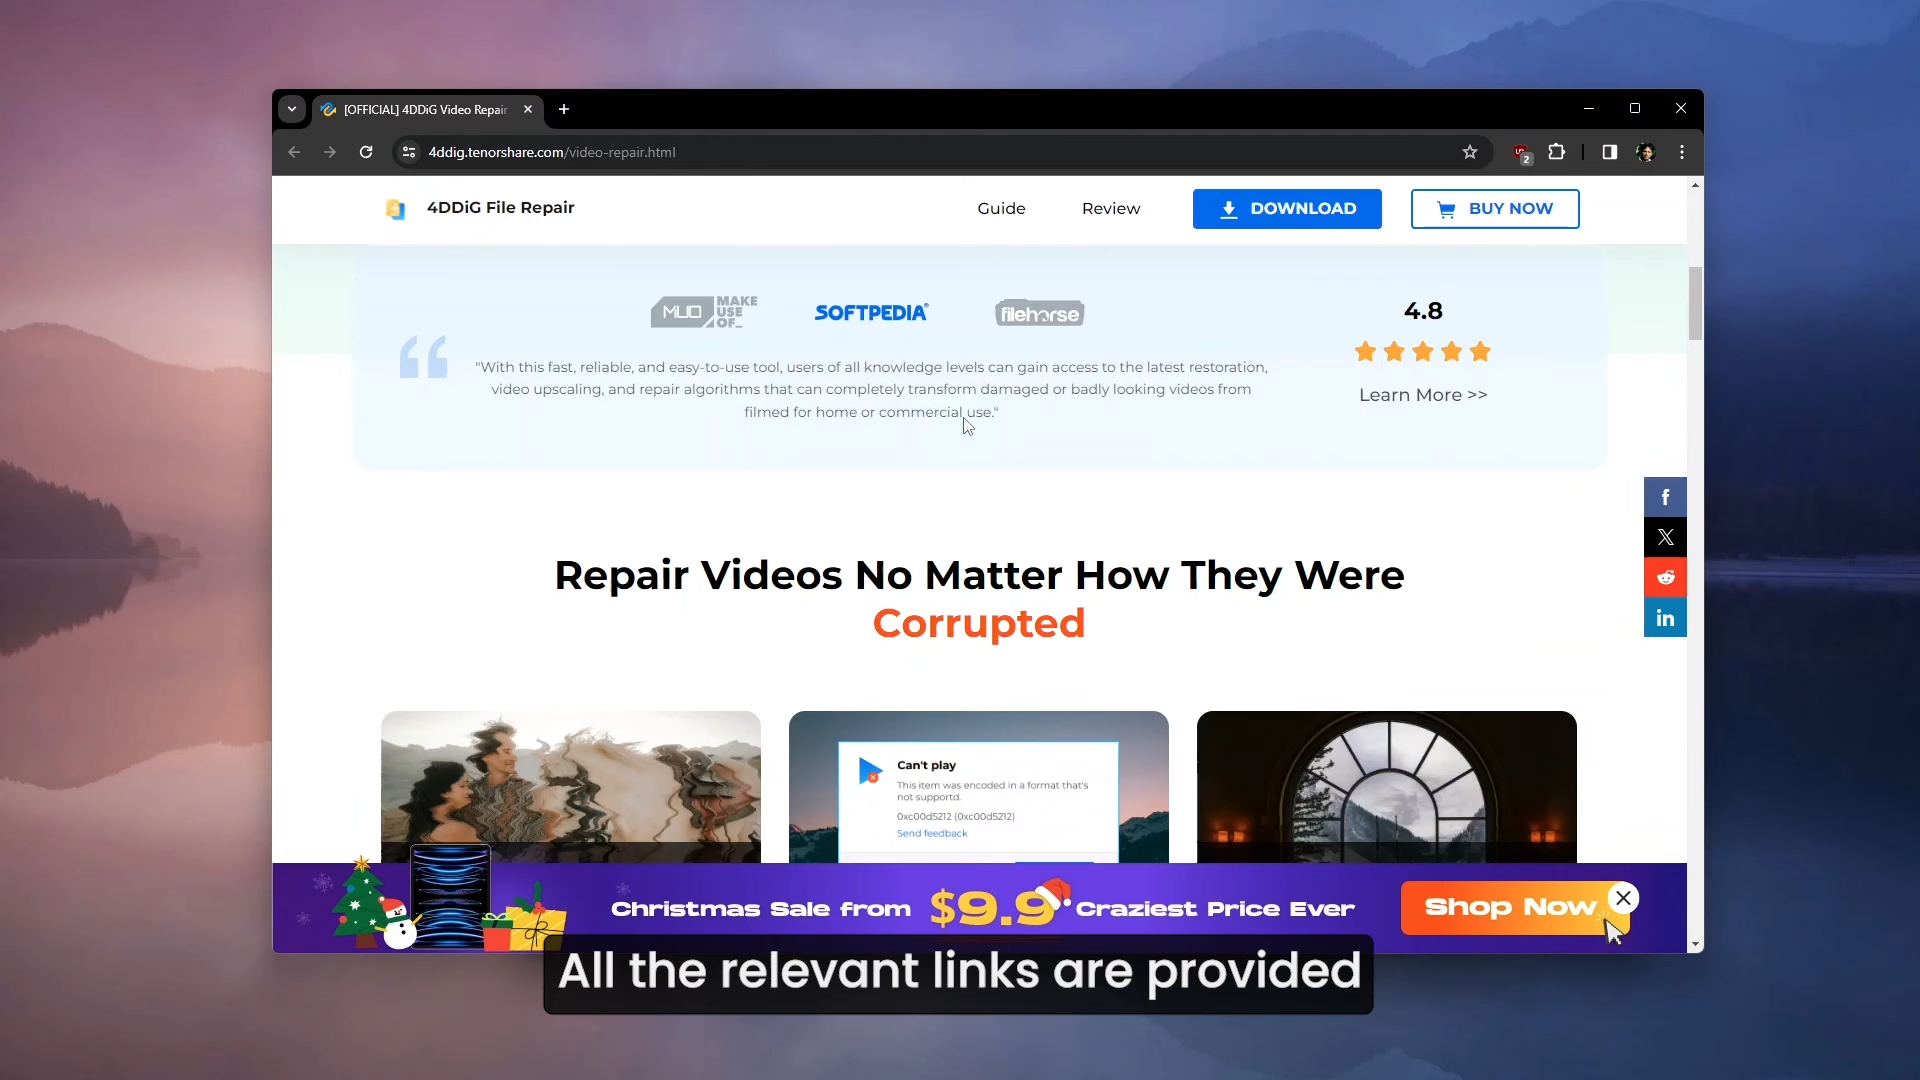 [OFFICIAL] 4DDiG Video Repair
4ddig.tenorshare.com/video-repair.html
2
4DDiG File Repair
Guide
Review
DOWNLOAD
BUY NOW
MUO MAKE USE OF_
SOFTPEDIA®
filehorse
4.8
"With this fast, reliable, and easy-to-use tool, users of all knowledge levels can gain access to the latest restoration,
video upscaling, and repair algorithms that can completely transform damaged or badly looking videos from
filmed for home or commercial use."
Learn More >>
Repair Videos No Matter How They Were
Corrupted
Can't play
This item was encoded in a format that's
not supportd.
0xc00d5212 (0xc00d5212)
Send feedback
Christmas Sale from $9.9 Craziest Price Ever
Shop Now
All the relevant links are provided